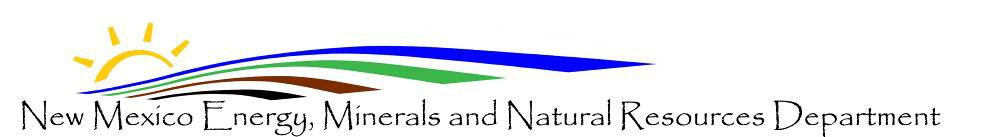 New Mexico Energy, Minerals and Natural Resources Department